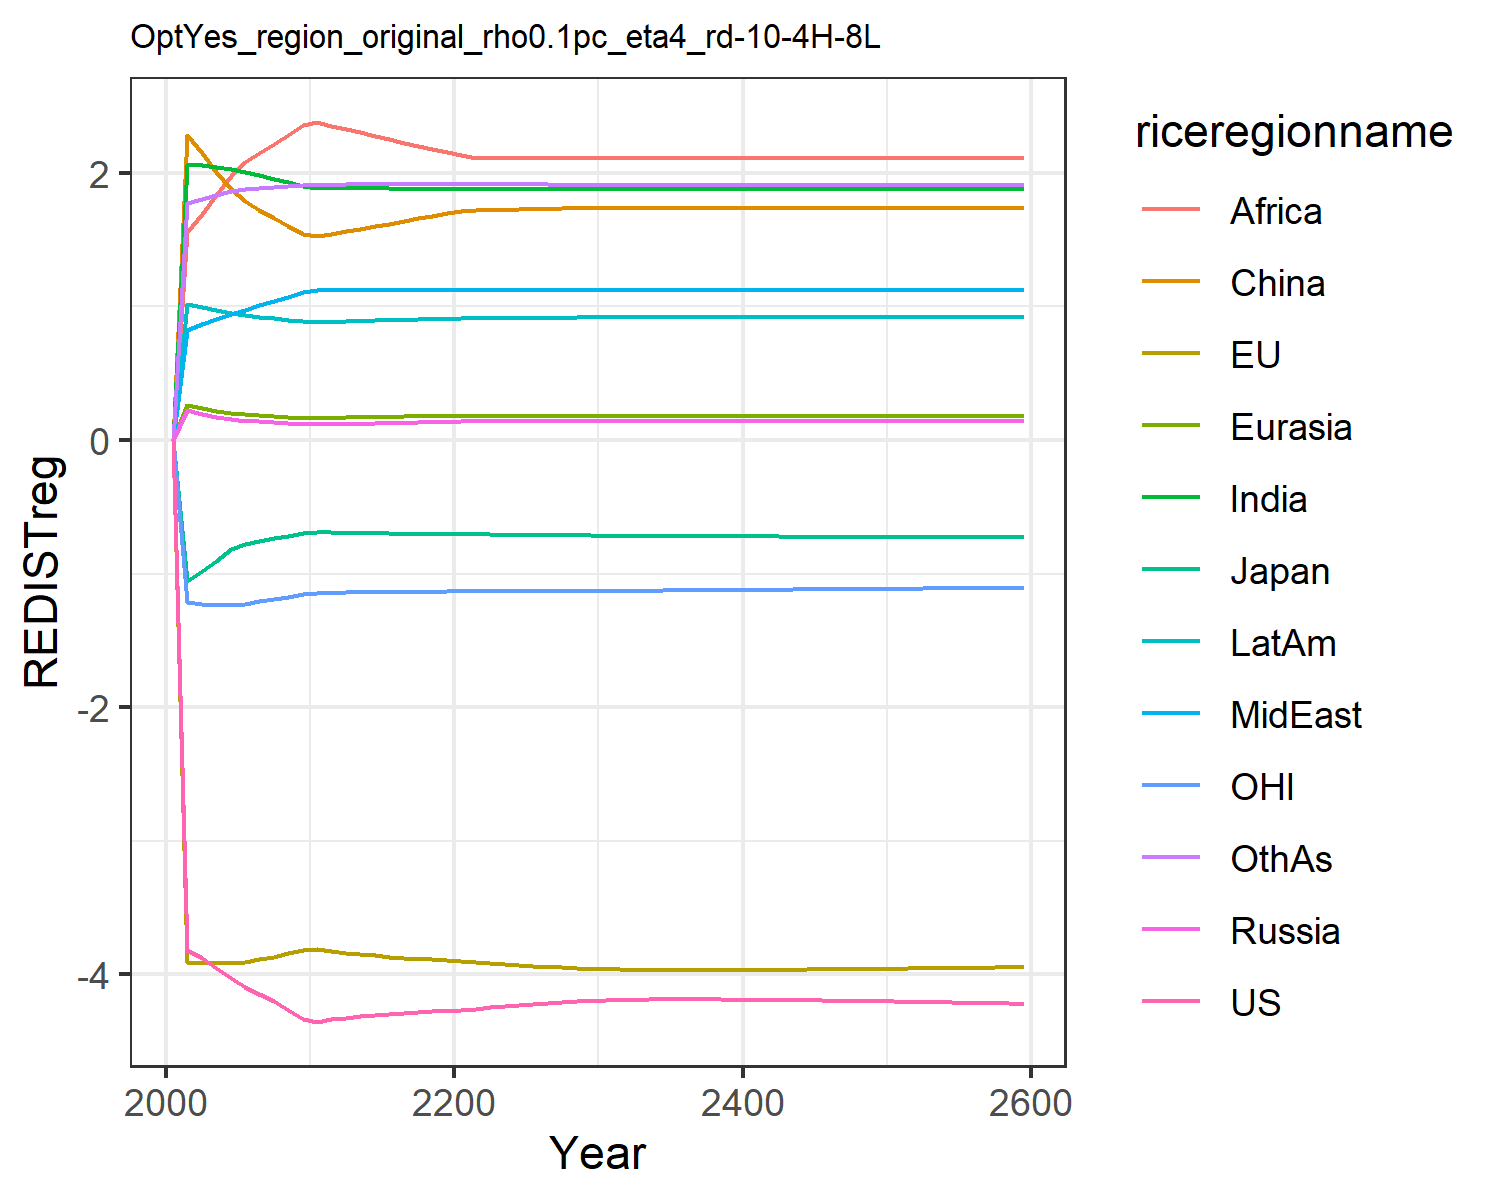 OptYes_region_original_rho0.1pc_eta4_rd-10-4H-8L
2
0
-2
-4
REDISTreg
2000 2200 2400 2600
Year
riceregionname
Africa
China
EU
Eurasia
India
Japan
LatAm
MidEast
OHI
OthAs
Russia
US